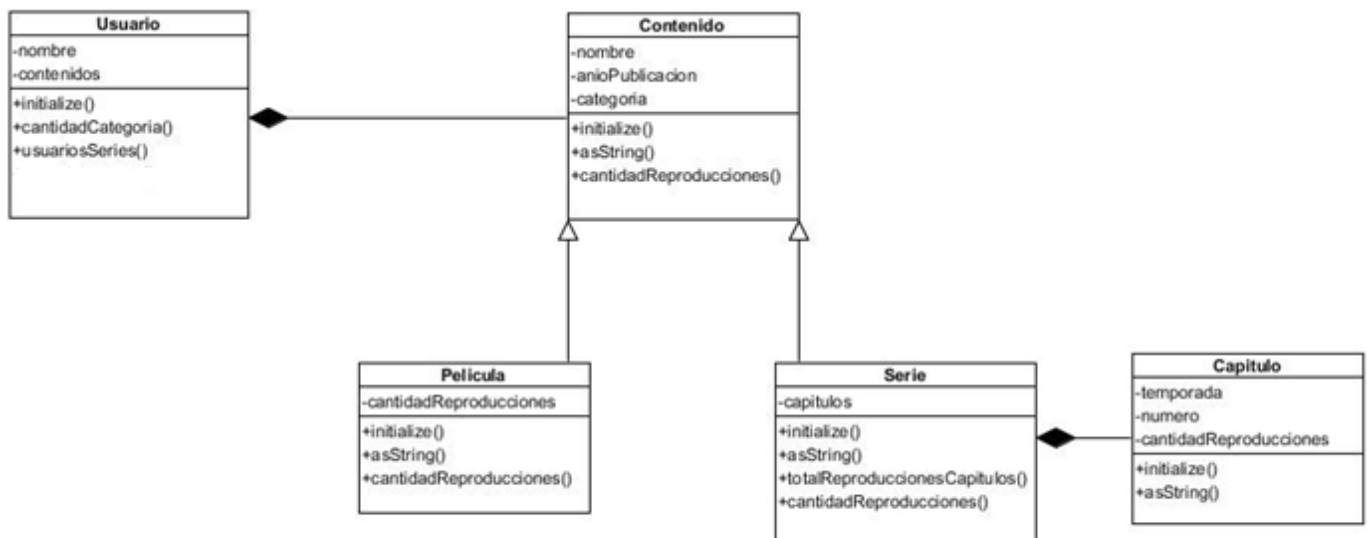 Usuario
-nombre
-contenidos
+initialize()
+cantidadCategoria()
+usuariosSeries()
Contenido
-nombre
-anioPublicacion
-categoria
+initialize()
+asString()
+cantidadReproducciones()
Pelicula
-cantidadReproducciones
+initialize()
+asString()
+cantidadReproducciones()
Serie
-capitulos
+initialize()
+asString()
+totalReproduccionesCapitulos()
+cantidadReproducciones()
Capitulo
-temporada
-numero
-cantidadReproducciones
+initialize()
+asString()